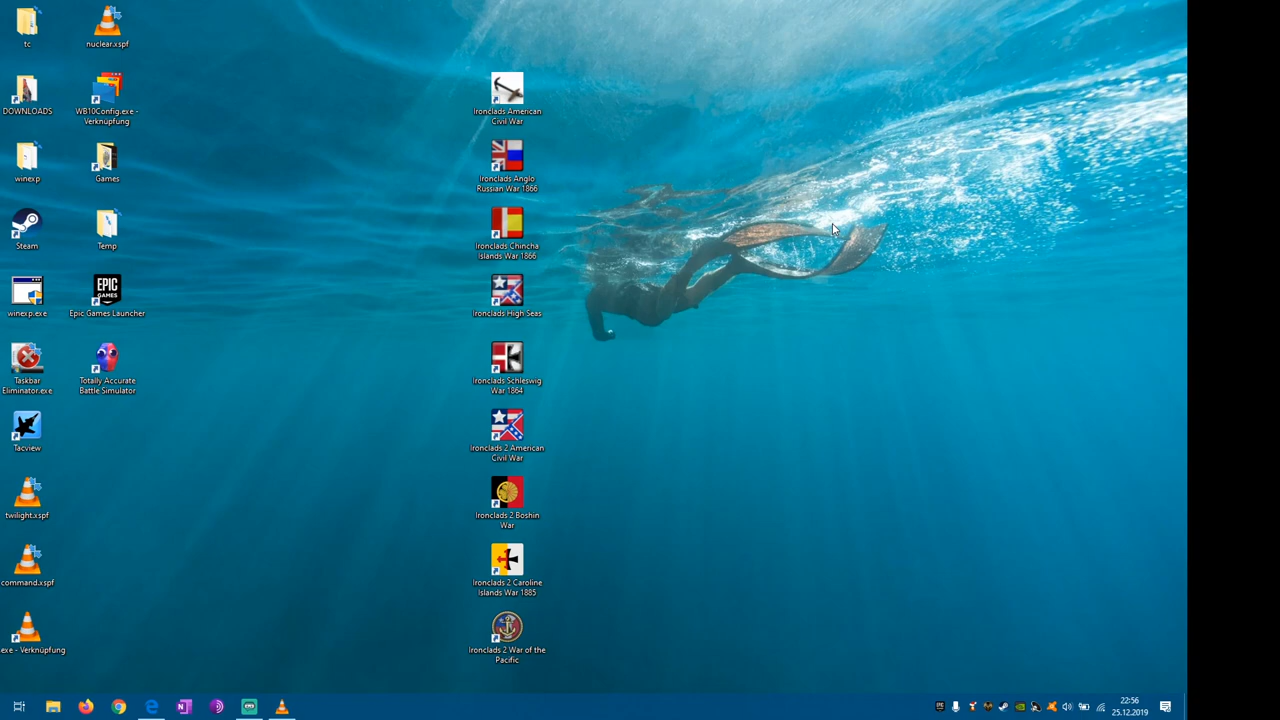 tc
nuclear.xspf
DOWNLOADS
WB10Config.exe -
Verknüpfung
winexp
Games
Steam
Temp
winexp.exe
EPIC
GAMES
Epic Games Launcher
Taskbar
Eliminator.exe
Totally Accurate
Battle Simulator
Tacview
twilight.xspf
command.xspf
exe - Verknüpfung
Ironclads American
Civil War
Ironclads Anglo
Russian War 1866
Ironclads Chincha
Islands War 1866
Ironclads High Seas
Ironclads Schleswig
War 1864
Ironclads 2 American
Civil War
Ironclads 2 Boshin
War
Ironclads 2 Caroline
Islands War 1885
Ironclads 2 War of the
Pacific
22:56
25.12.2019